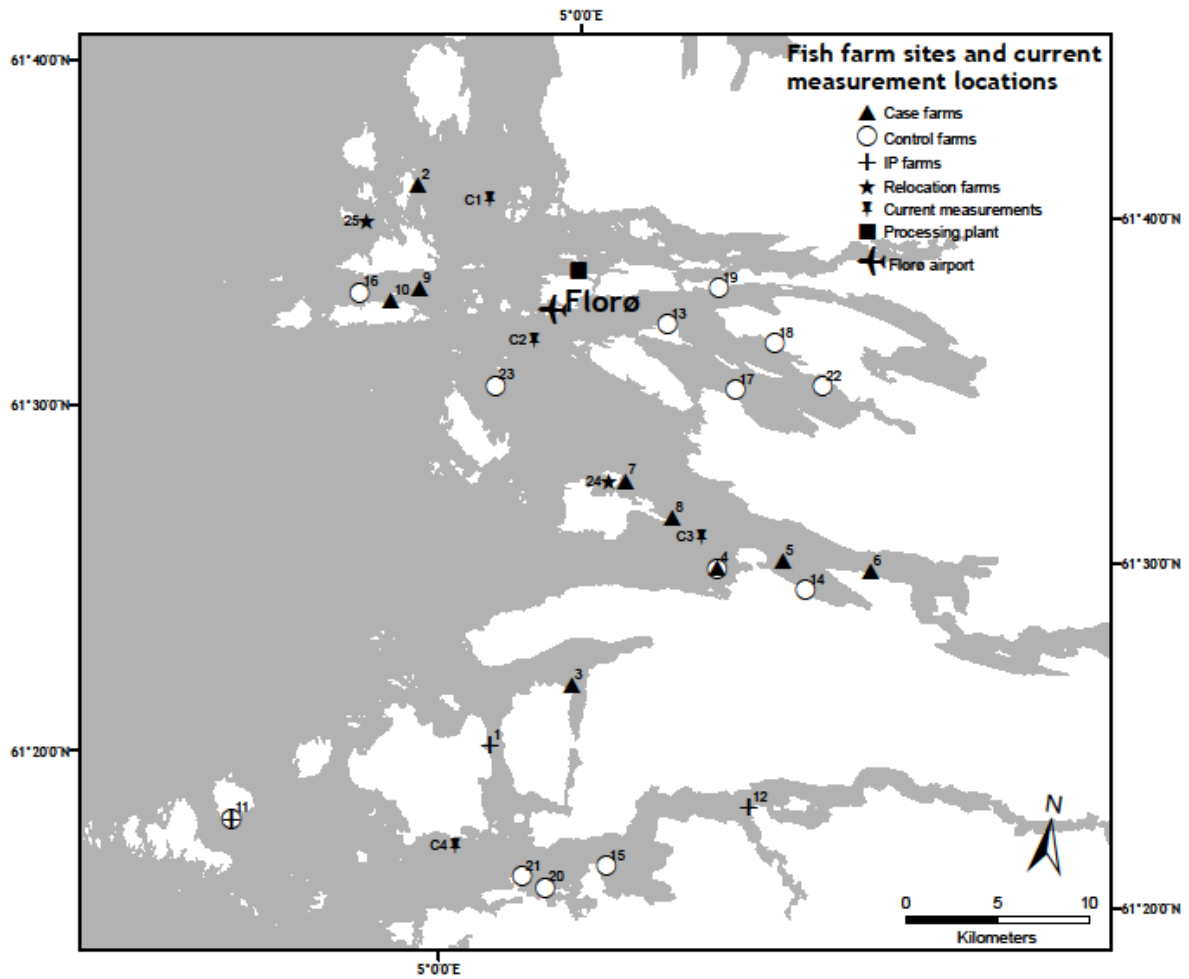 5°0'0"E
61°40'0"N
Fish farm sites and current
measurement locations
Case farms
Control farms
IP farms
Relocation farms
Current measurements
Processing plant
Florø airport
2
C1
25
61°40'0"N
16
9
10
19
Florø
13
C2
18
23
17
22
61°30'0"N
7
24
8
C3
4
5
6
61°30'0"N
14
3
1
61°20'0"N
11
12
N
C4
15
21
20
0 5 10
Kilometers
61°20'0"N
5°0'0"E